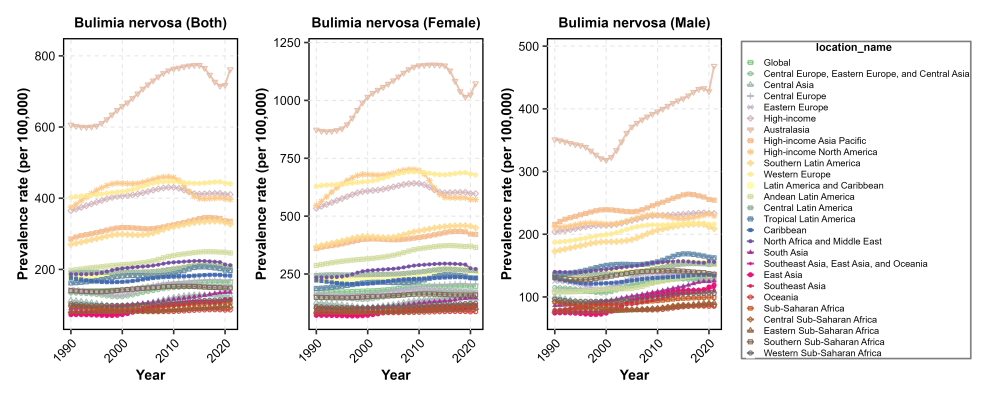 Bulimia nervosa (Both)
Prevalence rate (per 100,000)
800
600
400
200
1990
2000
2010
2020
Year
Bulimia nervosa (Female)
Prevalence rate (per 100,000)
1250
1000
750
500
250
1990
2000
2010
2020
Year
Bulimia nervosa (Male)
Prevalence rate (per 100,000)
500
400
300
200
100
1990
2000
2010
2020
Year
location_name
Global
Central Europe, Eastern Europe, and Central Asia
Central Asia
Central Europe
Eastern Europe
High-income
Australasia
High-income Asia Pacific
High-income North America
Southern Latin America
Western Europe
Latin America and Caribbean
Andean Latin America
Central Latin America
Tropical Latin America
Caribbean
North Africa and Middle East
South Asia
Southeast Asia, East Asia, and Oceania
East Asia
Southeast Asia
Oceania
Sub-Saharan Africa
Central Sub-Saharan Africa
Eastern Sub-Saharan Africa
Southern Sub-Saharan Africa
Western Sub-Saharan Africa